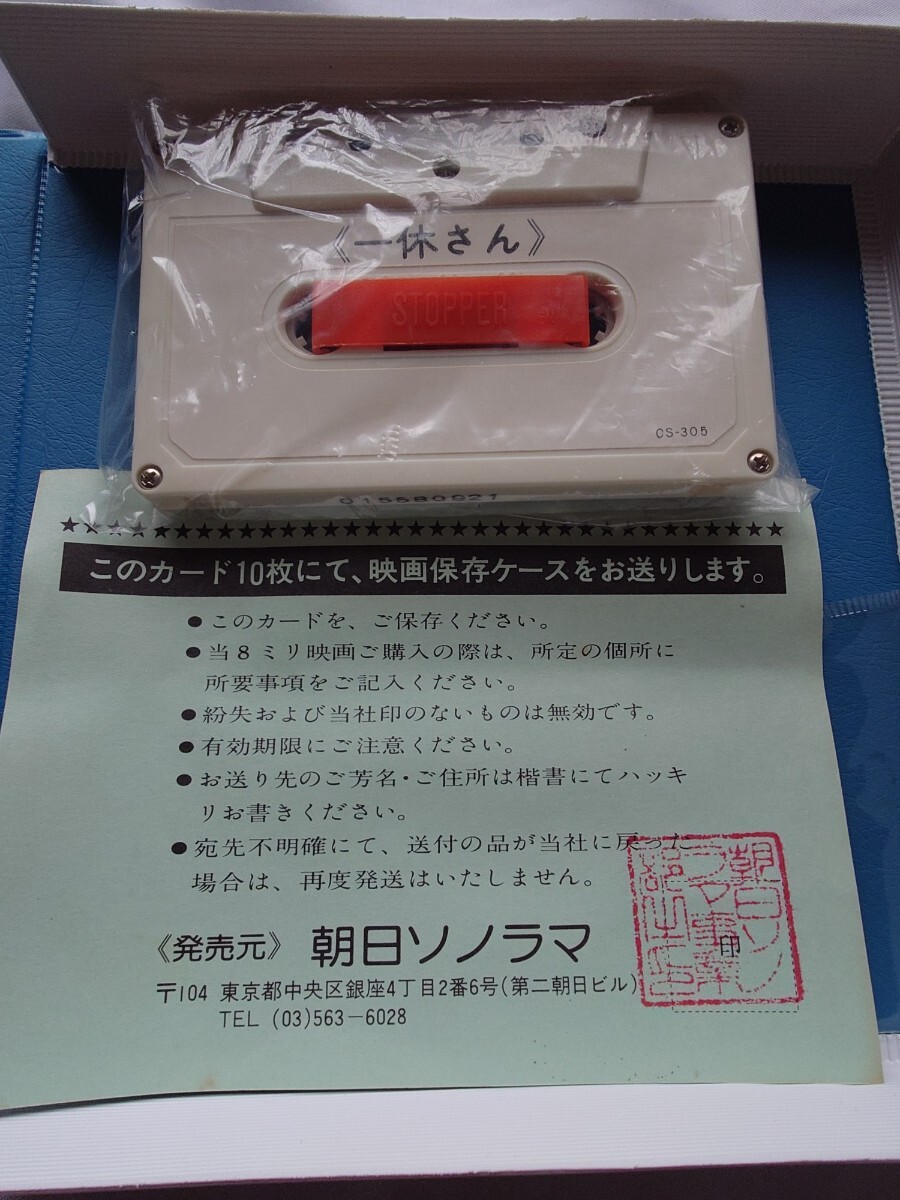 《一休さん》
STOPPER
CS-305
015580921
★★★★★★★★★★★★★★★★★★★★★★★★★★★★★★★
このカード10枚にて、映画保存ケースをお送りします。
●このカードを、ご保存ください。
●当8ミリ映画ご購入の際は、所定の個所に
所要事項をご記入ください。
●紛失および当社印のないものは無効です。
●有効期限にご注意ください。
●お送り先のご芳名・ご住所は楷書にてハッキ
リお書きください。
●宛先不明確にて、送付の品が当社に戻った
場合は、再度発送はいたしません。
《発売元》 朝日ソノラマ
〒104 東京都中央区銀座4丁目2番6号(第二朝日ビル)
TEL (03)563-6028
印